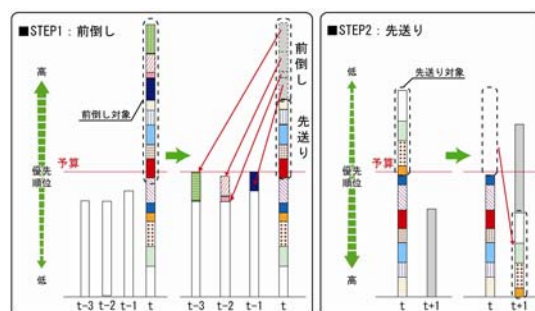 ■STEP1：前倒し
高
前倒し対象
予算
優先
順位
低
t-3
t-2
t-1
t
前倒し
先送り
t-3
t-2
t-1
t
■STEP2：先送り
低
先送り対象
予算
優先
順位
高
t
t+1
t
t+1